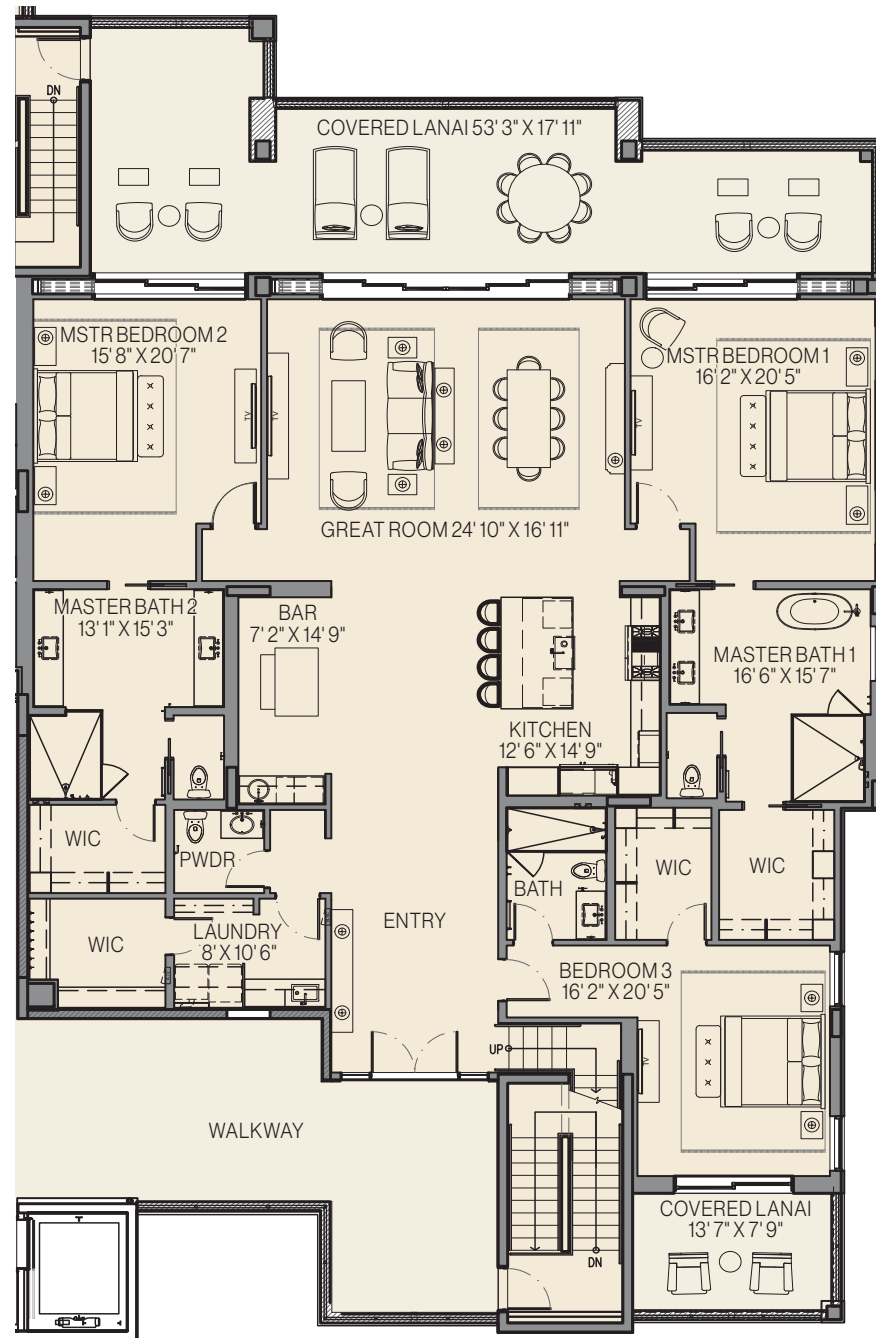 DN
COVERED LANAI 53' 3" X 17' 11"
MSTR BEDROOM 2
15' 8" X 20' 7"
TV
TV
MSTR BEDROOM 1
16' 2" X 20' 5"
TV
GREAT ROOM 24' 10" X 16' 11"
MASTER BATH 2
13' 1" X 15' 3"
BAR
7' 2" X 14' 9"
MASTER BATH 1
16' 6" X 15' 7"
KITCHEN
12' 6" X 14' 9"
WIC
PWDR
BATH
WIC
WIC
WIC
LAUNDRY
8' X 10' 6"
ENTRY
BEDROOM 3
16' 2" X 20' 5"
UP
TV
WALKWAY
COVERED LANAI
13' 7" X 7' 9"
DN